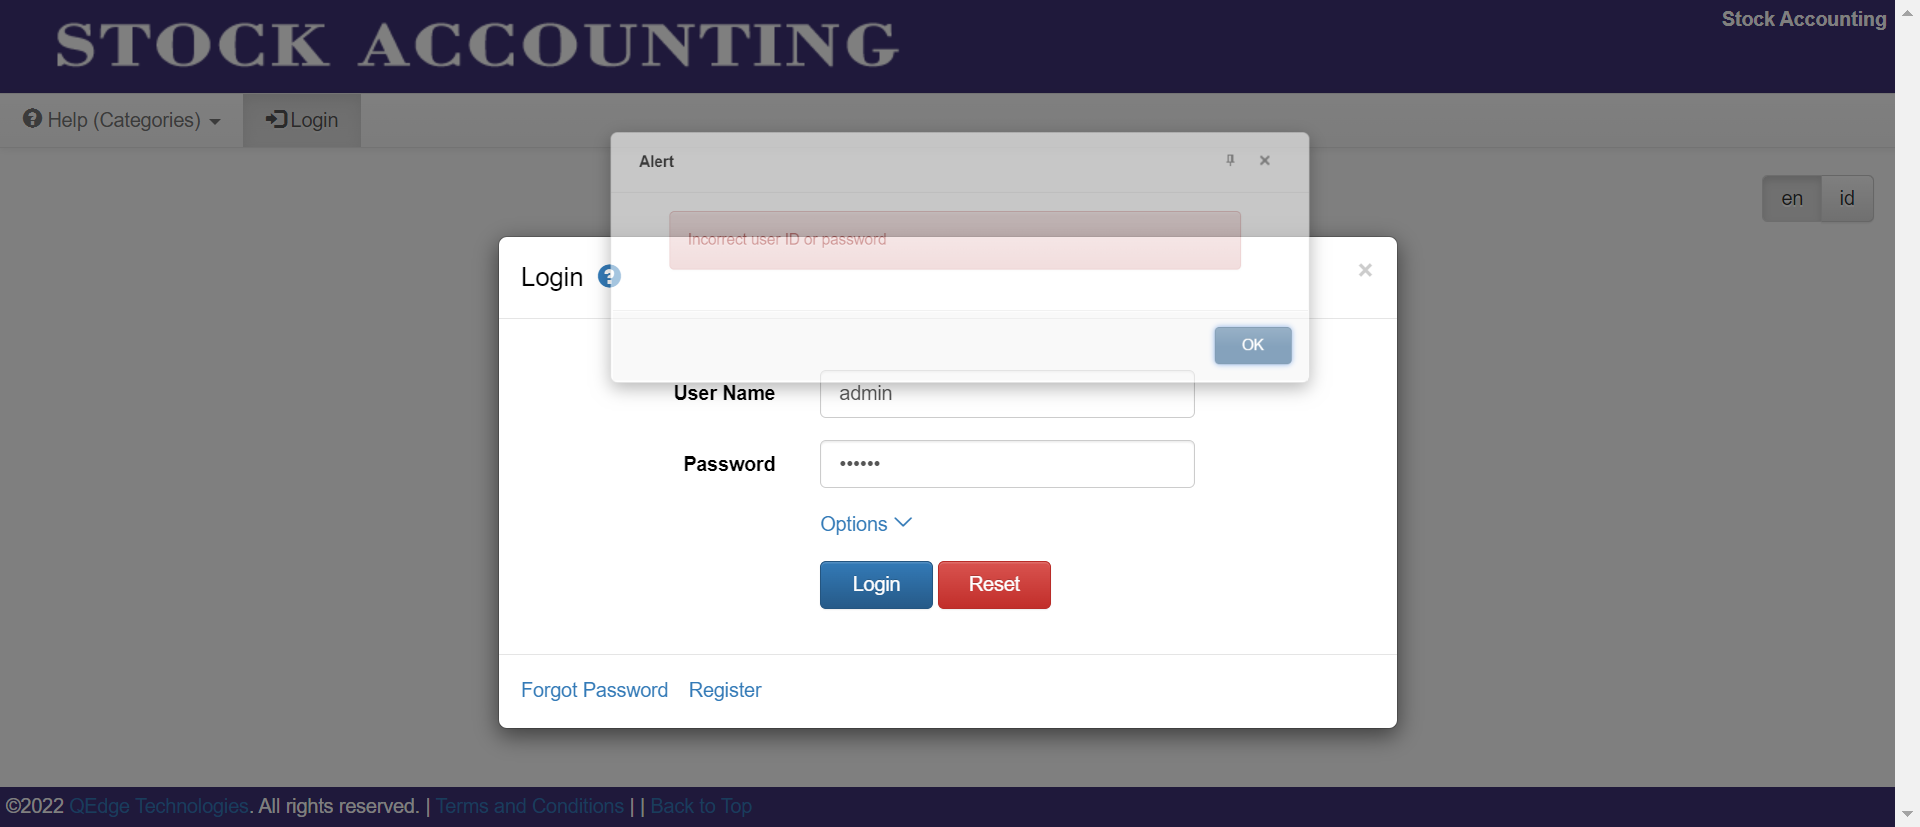 STOCK ACCOUNTING
Stock Accounting
Help (Categories)
Login
en
id
Alert
Incorrect user ID or password
OK
Login
User Name
admin
Password
••••••
Options
Login
Reset
Forgot Password
Register
©2022 QEdge Technologies. All rights reserved. | Terms and Conditions | | Back to Top